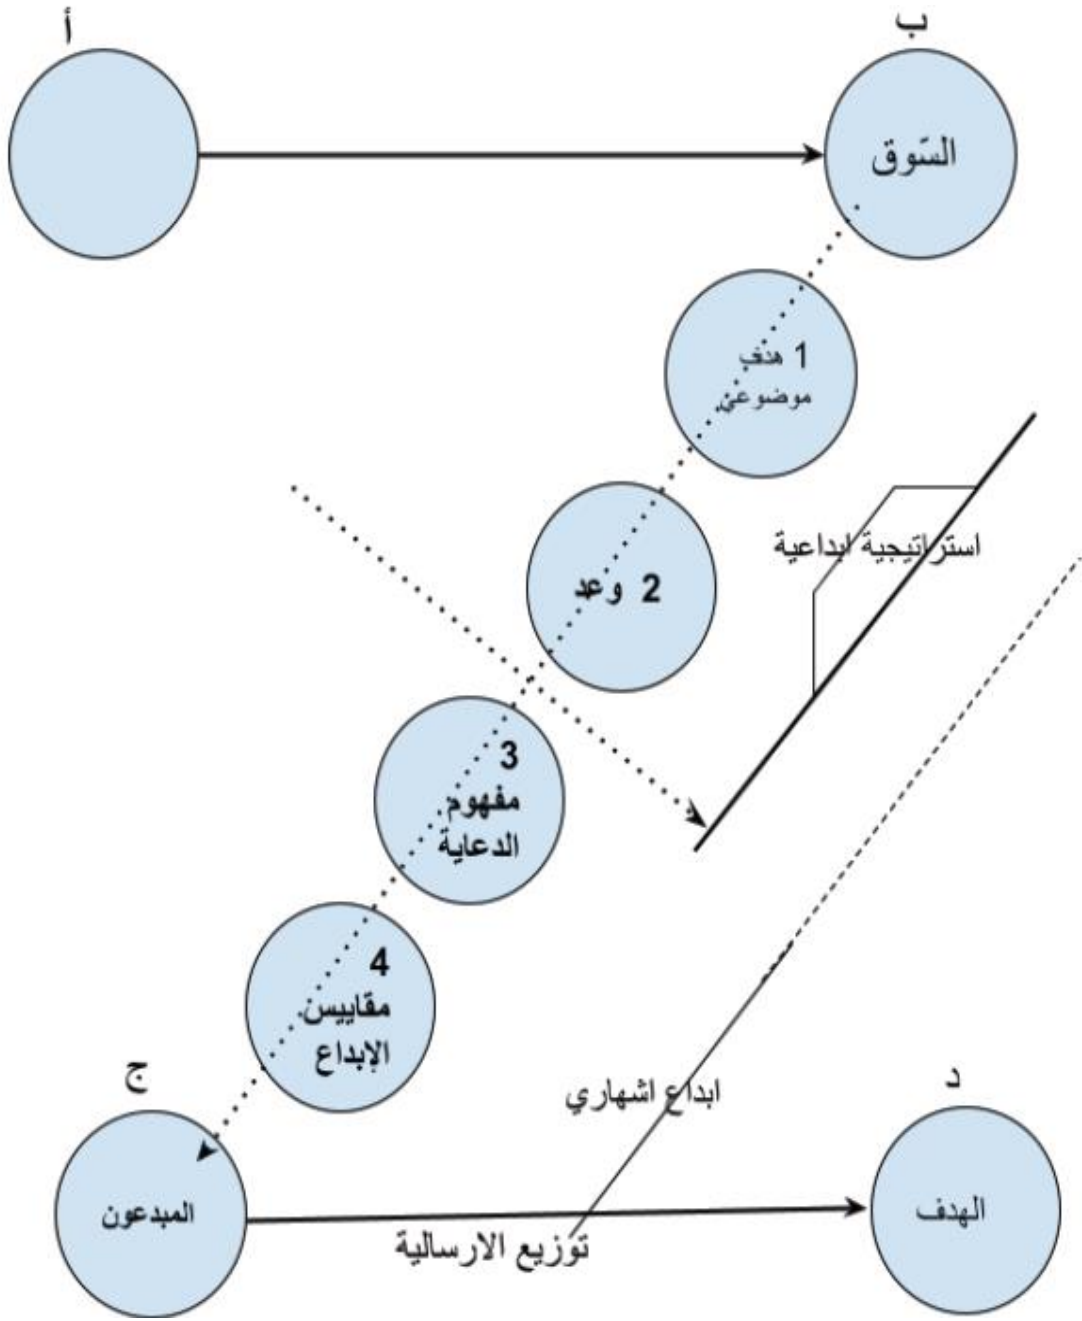 أ
ب
السّوق
1 هدف
موضوعي
استراتيجية ابداعية
2 وعد
3
مفهوم
الدعاية
4
مقاييس
الإبداع
ج
د
ابداع اشهاري
المبدعون
الهدف
توزيع الارسالية